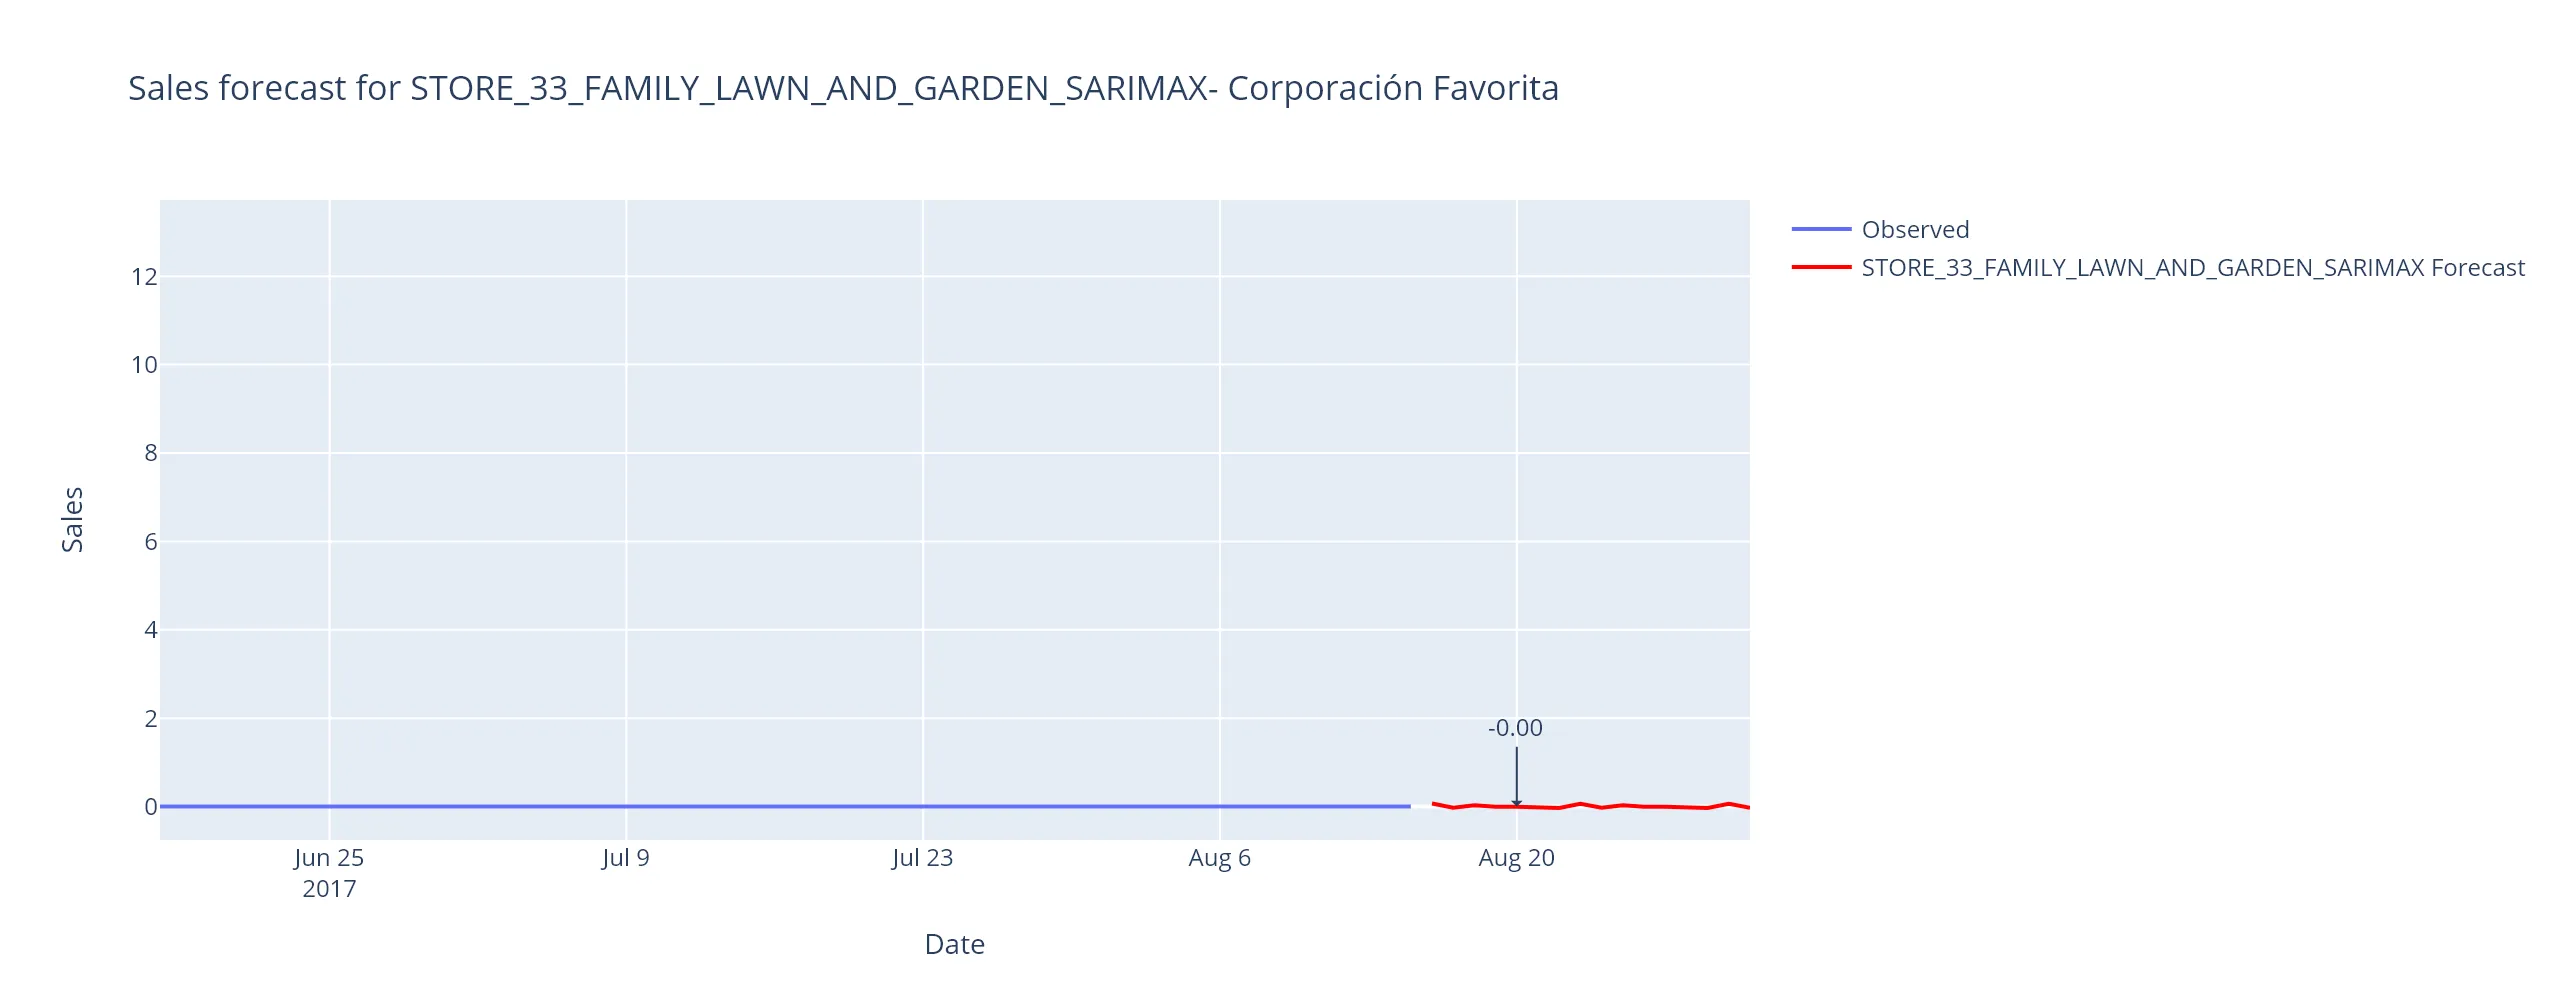 Sales forecast for STORE_33_FAMILY_LAWN_AND_GARDEN_SARIMAX- Corporación Favorita
Observed
STORE_33_FAMILY_LAWN_AND_GARDEN_SARIMAX Forecast
12
10
8
6
4
2
0
Sales
-0.00
Jun 25
2017
Jul 9
Jul 23
Aug 6
Aug 20
Date